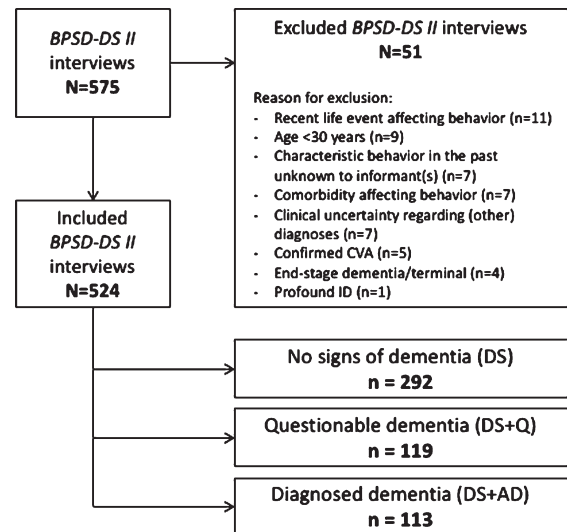 BPSD-DS II
interviews
N=575
Excluded BPSD-DS II interviews
N=51
Reason for exclusion:
- Recent life event affecting behavior (n=11)
- Age <30 years (n=9)
- Characteristic behavior in the past
unknown to informant(s) (n=7)
- Comorbidity affecting behavior (n=7)
- Clinical uncertainty regarding (other)
diagnoses (n=7)
- Confirmed CVA (n=5)
- End-stage dementia/terminal (n=4)
- Profound ID (n=1)
Included
BPSD-DS II
interviews
N=524
No signs of dementia (DS)
n = 292
Questionable dementia (DS+Q)
n = 119
Diagnosed dementia (DS+AD)
n = 113